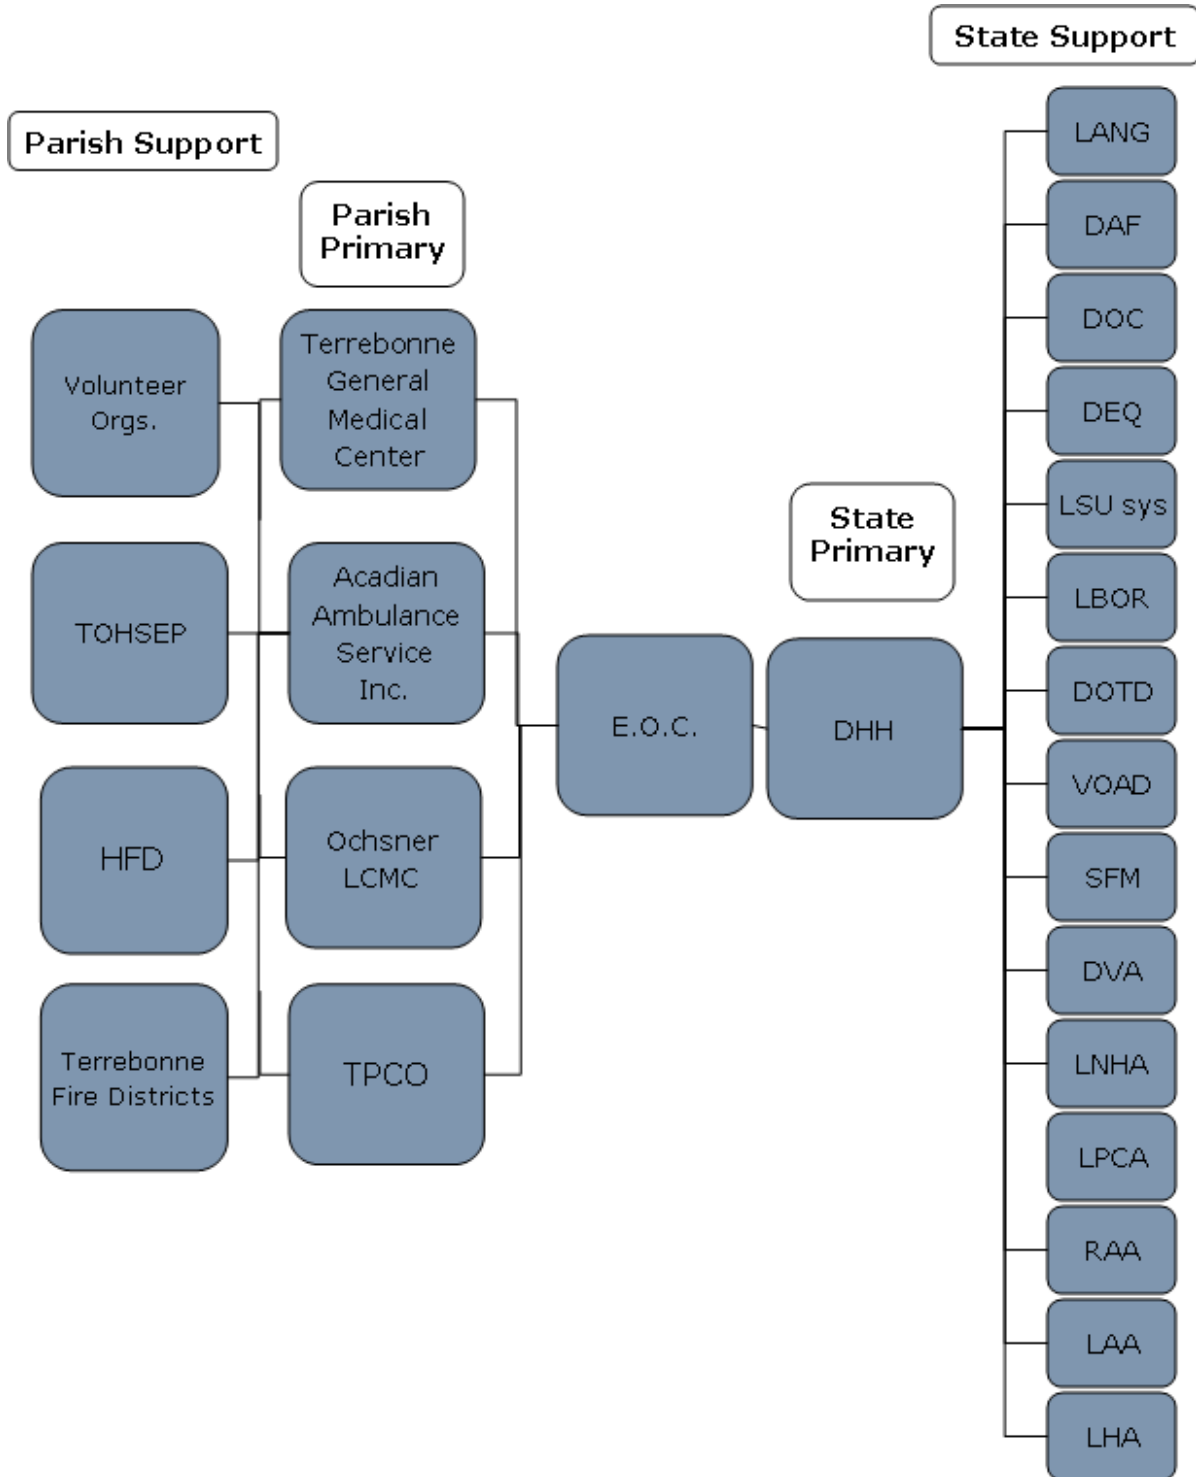 State Support
Parish Support
Parish
Primary
Volunteer
Orgs.
TOHSEP
HFD
Terrebonne
Fire Districts
Terrebonne
General
Medical
Center
Acadian
Ambulance
Service
Inc.
Ochsner
LCMC
TPCO
E.O.C.
State
Primary
DHH
LANG
DAF
DOC
DEQ
LSU sys
LBOR
DOTD
VOAD
SFM
DVA
LNHA
LPCA
RAA
LAA
LHA